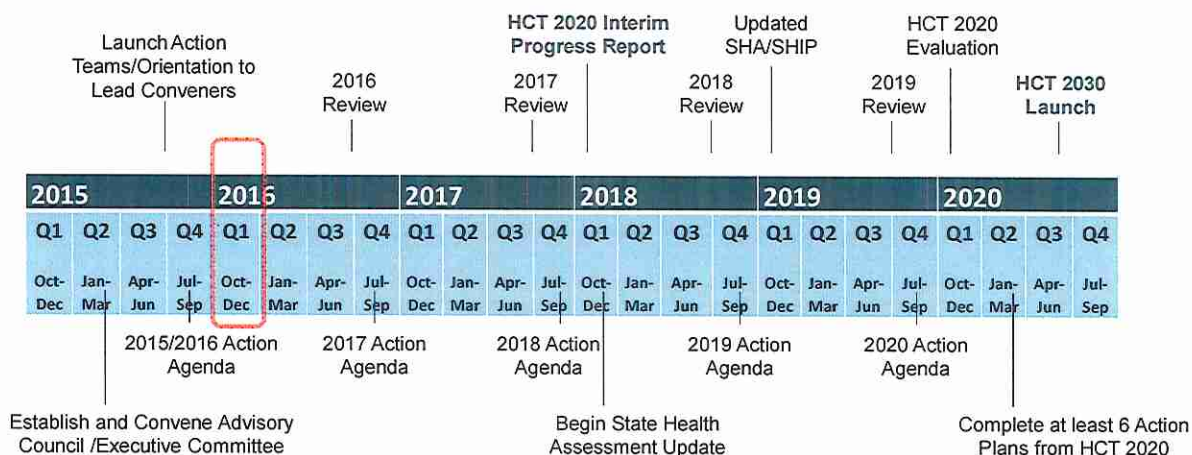 Launch Action
Teams/Orientation to
Lead Conveners
2016
Review
HCT 2020 Interim
Progress Report
2017
Review
Updated
SHA/SHIP
2018
Review
HCT 2020
Evaluation
2019
Review
HCT 2030
Launch
2015 2016 2017 2018 2019 2020
Q1 Q2 Q3 Q4 Q1 Q2 Q3 Q4 Q1 Q2 Q3 Q4 Q1 Q2 Q3 Q4 Q1 Q2 Q3 Q4 Q1 Q2 Q3 Q4
Oct- Jan- Apr- Jul- Oct- Jan- Apr- Jul- Oct- Jan- Apr- Jul- Oct- Jan- Apr- Jul- Oct- Jan- Apr- Jul- Oct- Jan- Apr- Jul-
Dec Mar Jun Sep Dec Mar Jun Sep Dec Mar Jun Sep Dec Mar Jun Sep Dec Mar Jun Sep Dec Mar Jun Sep
2015/2016 Action
Agenda
2017 Action
Agenda
2018 Action
Agenda
2019 Action
Agenda
2020 Action
Agenda
Establish and Convene Advisory
Council /Executive Committee
Begin State Health
Assessment Update
Complete at least 6 Action
Plans from HCT 2020